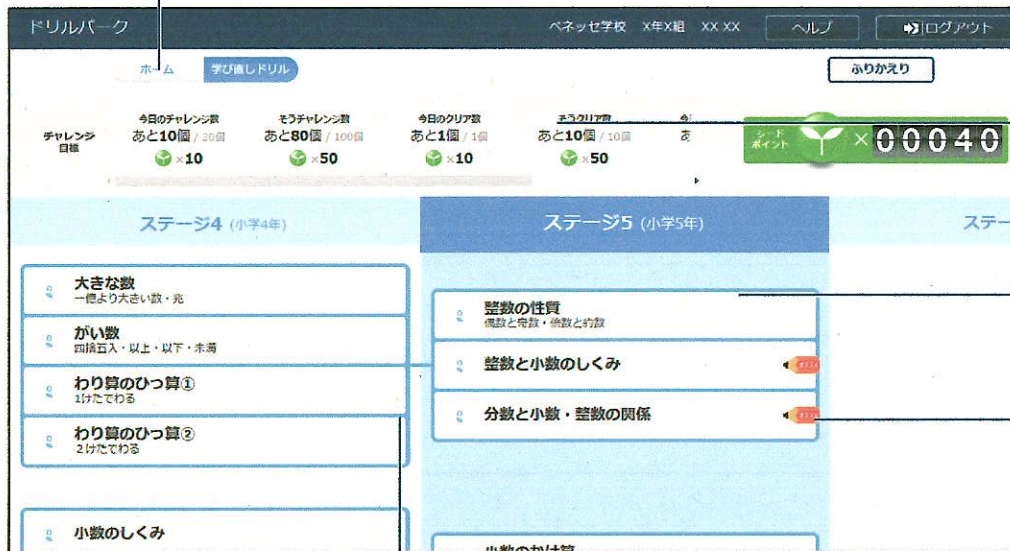 ドリルパーク
ベネッセ学校 X年X組 XX XX
ヘルプ
ログアウト
ホーム
学び直しドリル
ふりかえり
チャレンジ
目標
今日のチャレンジ数
あと10個 / 20個
×10
そうチャレンジ数
あと80個 / 100個
×50
今日のクリア数
あと1個 / 1個
×10
そうクリア数
あと10個 / 10個
×50
あ
シード
ポイント
×00040
ステージ4 (小学4年)
ステージ5 (小学5年)
ステー
大きな数
一億より大きい数・兆
がい数
四捨五入・以上・以下・未満
わり算のひっ算①
1けたでわる
わり算のひっ算②
2けたでわる
小数のしくみ
整数の性質
偶数と奇数・倍数と約数
整数と小数のしくみ
分数と小数・整数の関係
小数のかけ算